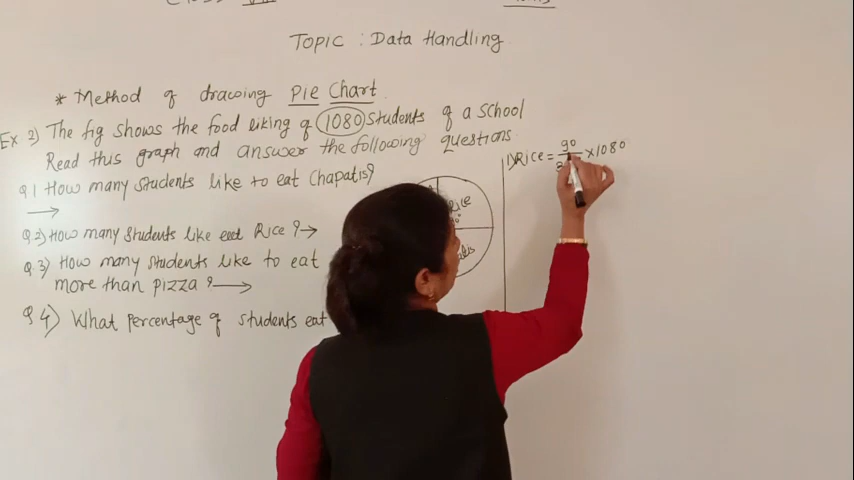 Topic : Data Handling
* Method of drawing Pie Chart
Ex 2) The fig shows the food liking of 1080 students of a school
Read this graph and answer the following questions.
Q.1 How many students like to eat Chapatis?
→
Q.2) How many students like eat Rice ? →
Q.3) How many students like to eat
more than pizza ? →
Q 4) What percentage of students eat
Rice
1) Rice = 90
× 1080